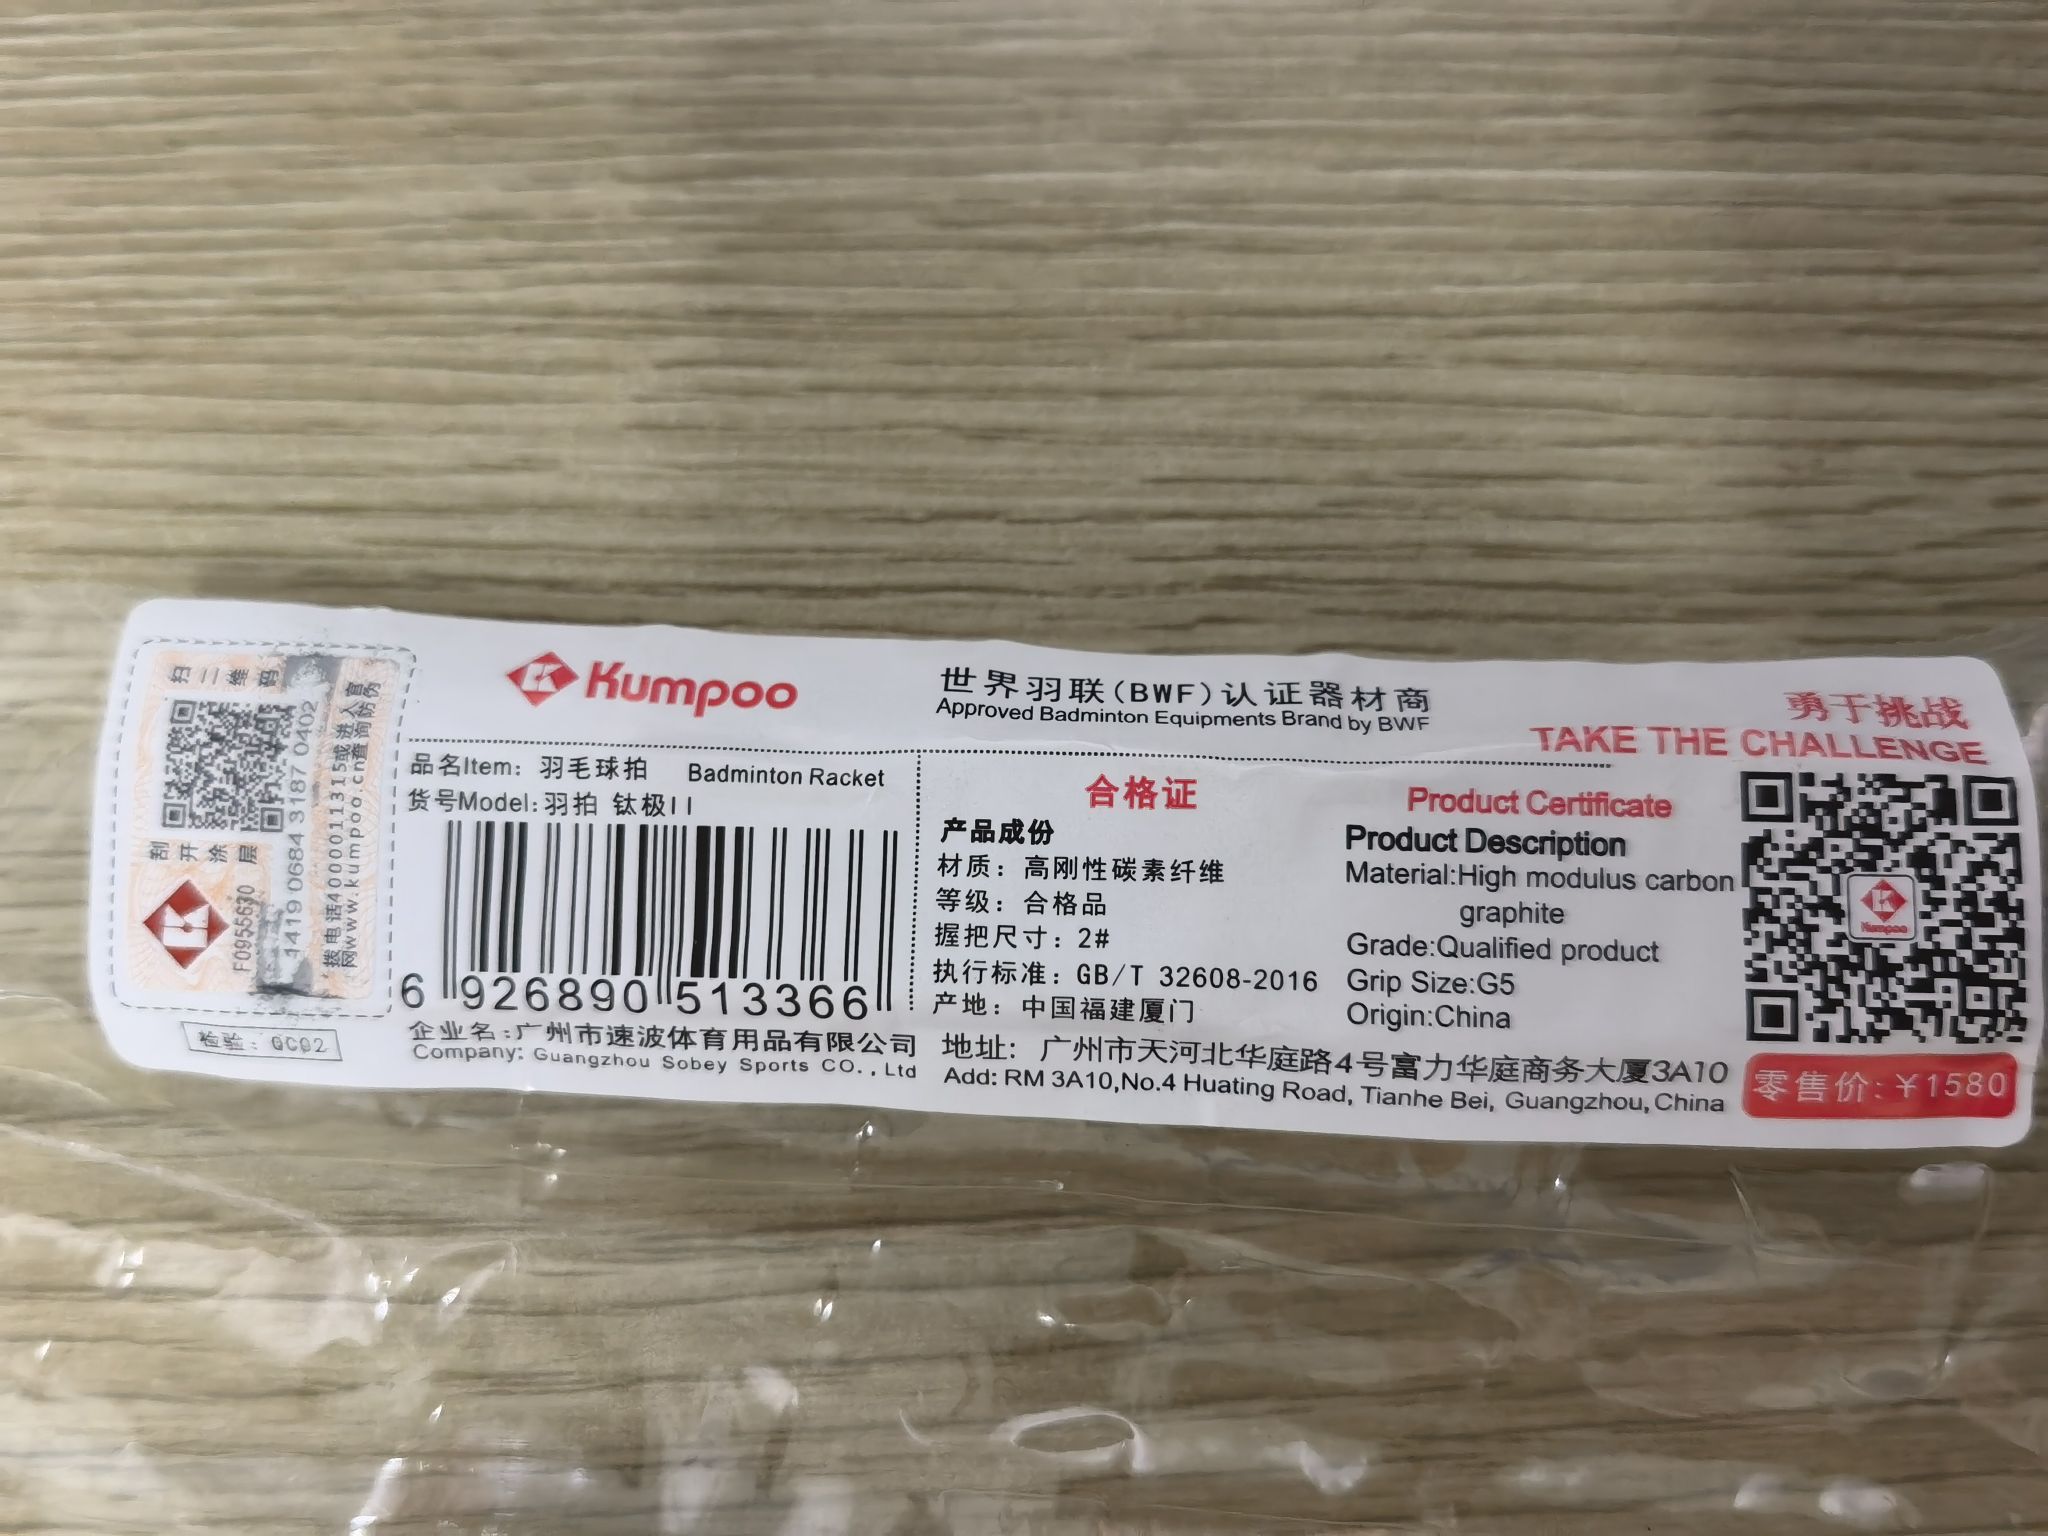 扫二维码
刮开涂层
F0955630
4419 0684 3187 0402
拨电话4000011315或进入官
网www.kumpoo.cn查询防伪
检验：QC02
Kumpoo
世界羽联(BWF)认证器材商
Approved Badminton Equipments Brand by BWF
勇于挑战
TAKE THE CHALLENGE
品名Item: 羽毛球拍 Badminton Racket
货号Model:羽拍 钛极II
6 926890 513366
企业名:广州市速波体育用品有限公司
Company: Guangzhou Sobey Sports CO.,Ltd
合格证
产品成份
材质：高刚性碳素纤维
等级：合格品
握把尺寸：2#
执行标准：GB/T 32608-2016
产地：中国福建厦门
Product Certificate
Product Description
Material:High modulus carbon
graphite
Grade:Qualified product
Grip Size:G5
Origin:China
地址： 广州市天河北华庭路4号富力华庭商务大厦3A10
Add: RM 3A10,No.4 Huating Road, Tianhe Bei, Guangzhou, China
Kumpoo
零售价:￥1580